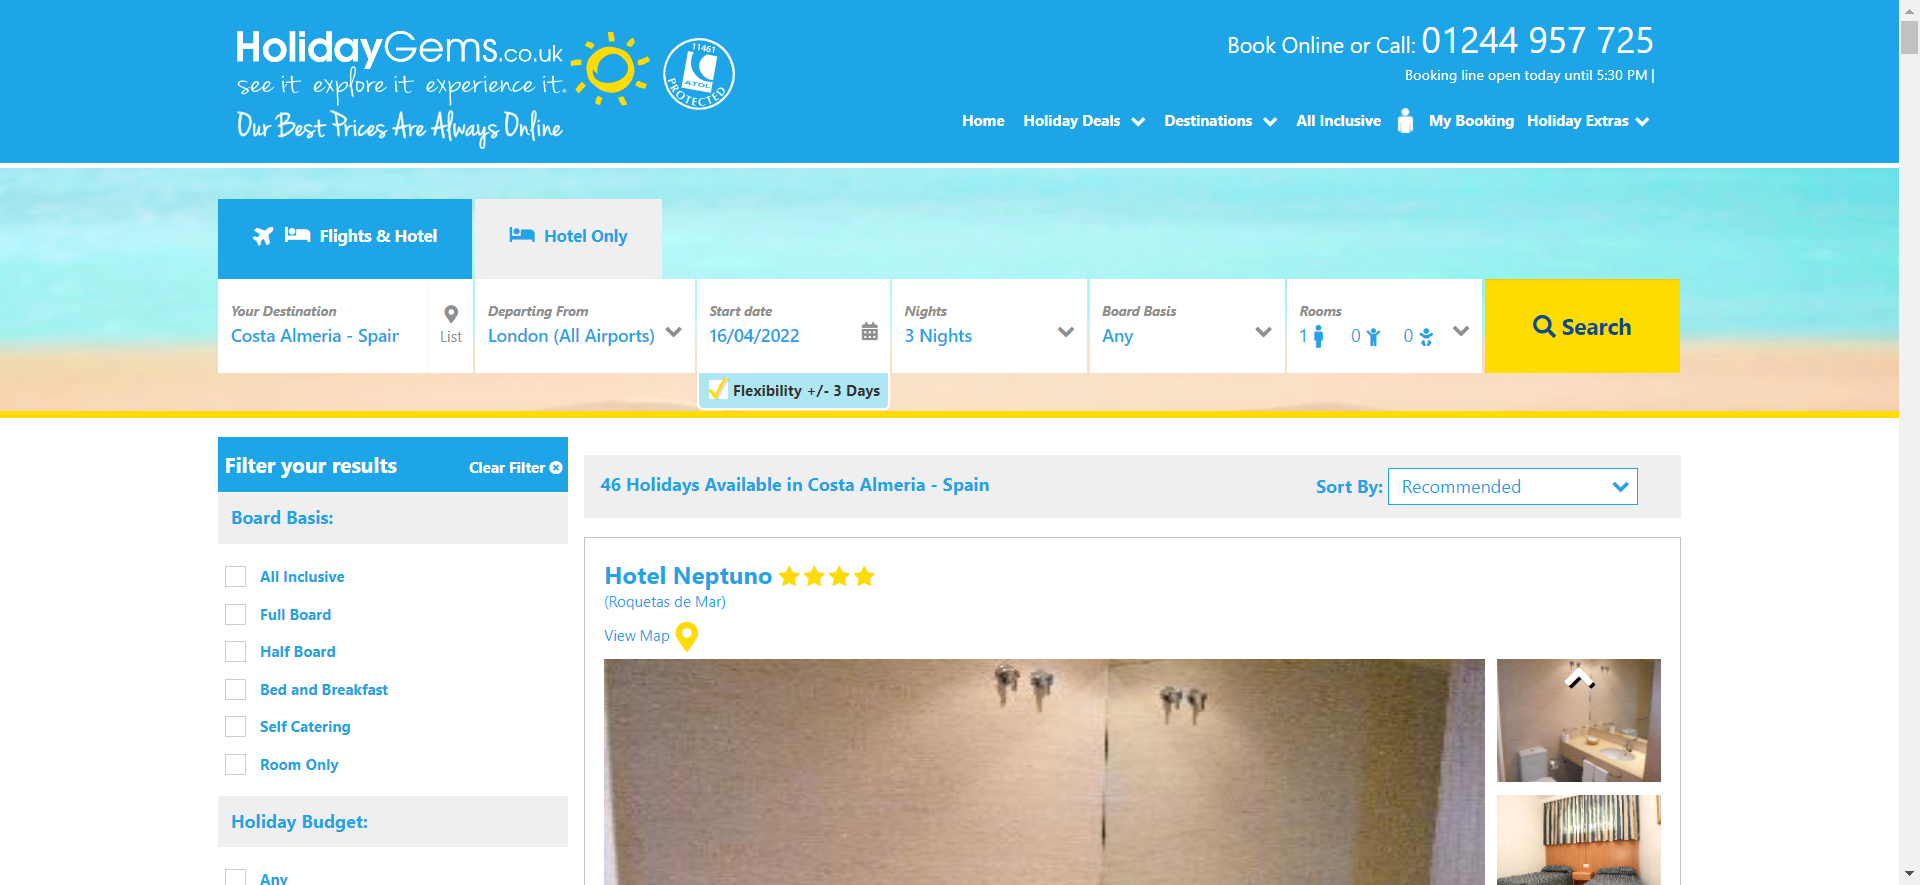 HolidayGems.co.uk
see it explore it experience it.
Our Best Prices Are Always Online
11461
ATOL
PROTECTED
Book Online or Call: 01244 957 725
Booking line open today until 5:30 PM |
Home Holiday Deals Destinations All Inclusive My Booking Holiday Extras
Flights & Hotel
Hotel Only
Your Destination
Costa Almeria - Spain
List
Departing From
London (All Airports)
Start date
16/04/2022
Nights
3 Nights
Board Basis
Any
Rooms
1 0 0
Search
Flexibility +/- 3 Days
Filter your results
Clear Filter
Board Basis:
All Inclusive
Full Board
Half Board
Bed and Breakfast
Self Catering
Room Only
Holiday Budget:
Any
46 Holidays Available in Costa Almeria - Spain
Sort By: Recommended
Hotel Neptuno
(Roquetas de Mar)
View Map